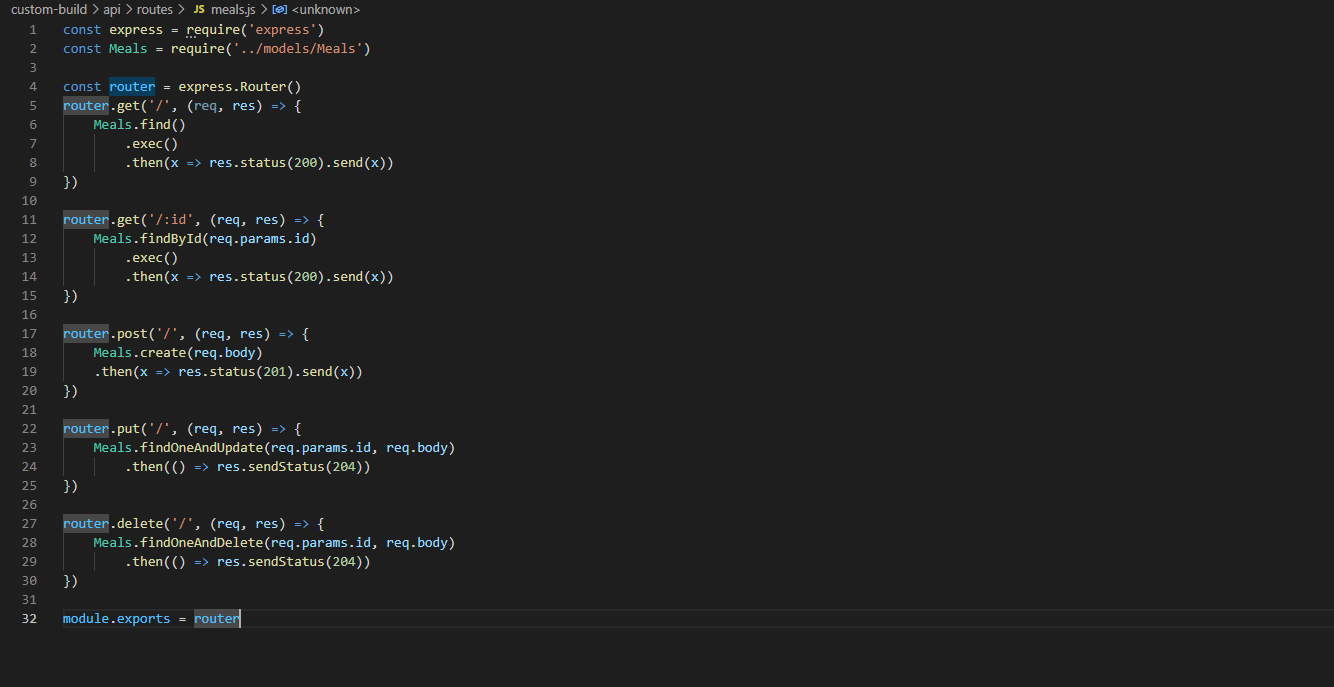 custom-build > api > routes > JS meals.js > <unknown>
1 const express = require('express')
2 const Meals = require('../models/Meals')
3
4 const router = express.Router()
5 router.get('/', (req, res) => {
6     Meals.find()
7         .exec()
8         .then(x => res.status(200).send(x))
9 })
10
11 router.get('/:id', (req, res) => {
12     Meals.findById(req.params.id)
13         .exec()
14         .then(x => res.status(200).send(x))
15 })
16
17 router.post('/', (req, res) => {
18     Meals.create(req.body)
19     .then(x => res.status(201).send(x))
20 })
21
22 router.put('/', (req, res) => {
23     Meals.findOneAndUpdate(req.params.id, req.body)
24         .then(() => res.sendStatus(204))
25 })
26
27 router.delete('/', (req, res) => {
28     Meals.findOneAndDelete(req.params.id, req.body)
29         .then(() => res.sendStatus(204))
30 })
31
32 module.exports = router